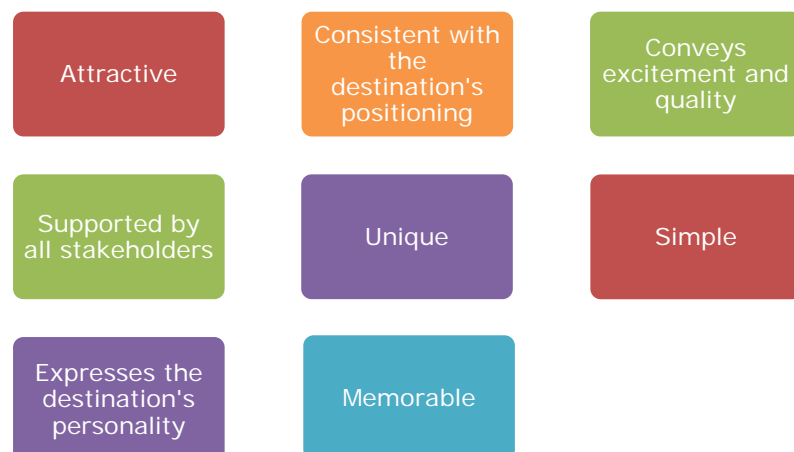 Attractive
Consistent with
the
destination's
positioning
Conveys
excitement and
quality
Supported by
all stakeholders
Unique
Simple
Expresses the
destination's
personality
Memorable